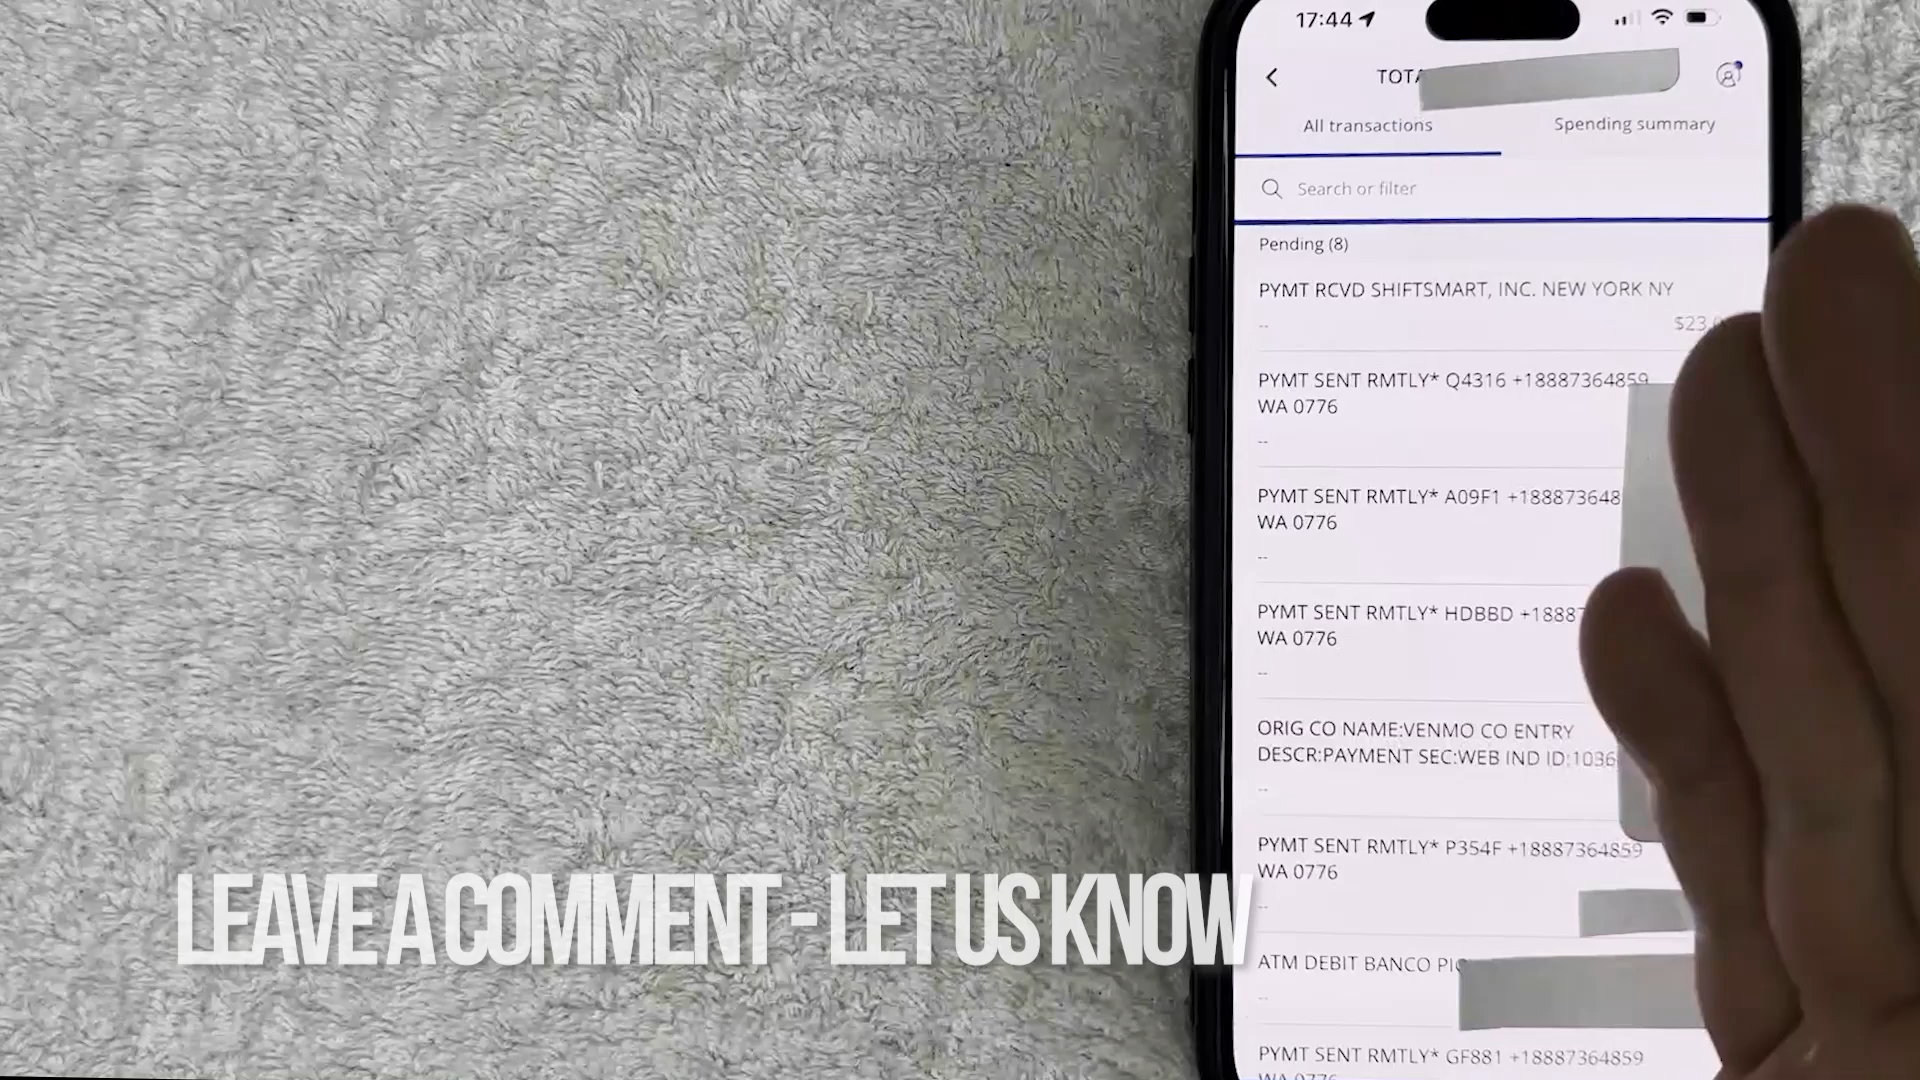 17:44
All transactions
Spending summary
Search or filter
Pending (8)
PYMT RCVD SHIFTSMART, INC. NEW YORK NY
--
PYMT SENT RMTLY* Q4316 +18887364859
WA 0776
--
PYMT SENT RMTLY* A09F1 +188873648
WA 0776
--
PYMT SENT RMTLY* HDBBD +18887
WA 0776
--
ORIG CO NAME:VENMO CO ENTRY
DESCR:PAYMENT SEC:WEB IND ID:1036
--
PYMT SENT RMTLY* P354F +18887364859
WA 0776
--
ATM DEBIT BANCO
--
PYMT SENT RMTLY* GF881 +18887364859
LEAVE A COMMENT - LET US KNOW